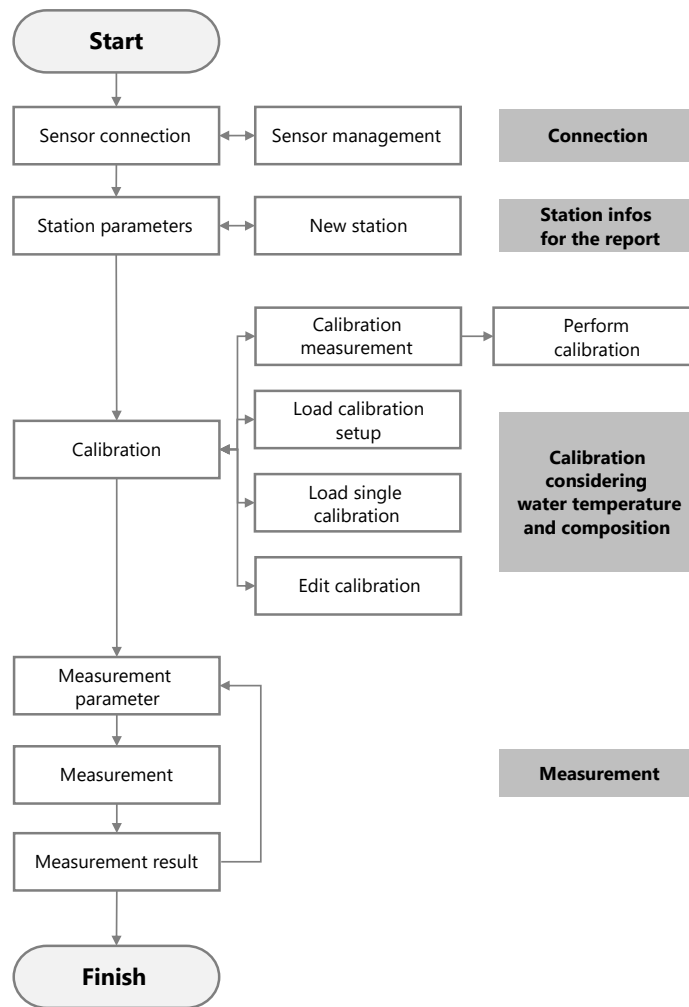 Start
Sensor connection
Sensor management
Connection
Station parameters
New station
Station infos
for the report
Calibration
measurement
Perform
calibration
Load calibration
setup
Calibration
Calibration
considering
water temperature
and composition
Load single
calibration
Edit calibration
Measurement
parameter
Measurement
Measurement
Measurement result
Finish